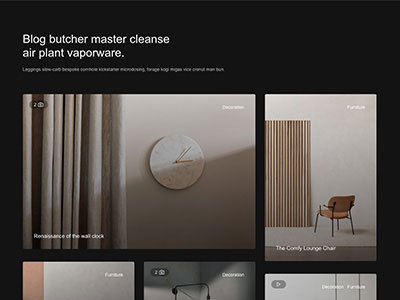 Blog butcher master cleanse
air plant vaporware.
Leggings slow-carb bespoke cornhole kickstarter microdosing, forage kogi migas vice cronut man bun.
2
Decoration
Furniture
Renaissance of the wall clock
The Comfy Lounge Chair
Furniture
2
Decoration
Decoration Furniture